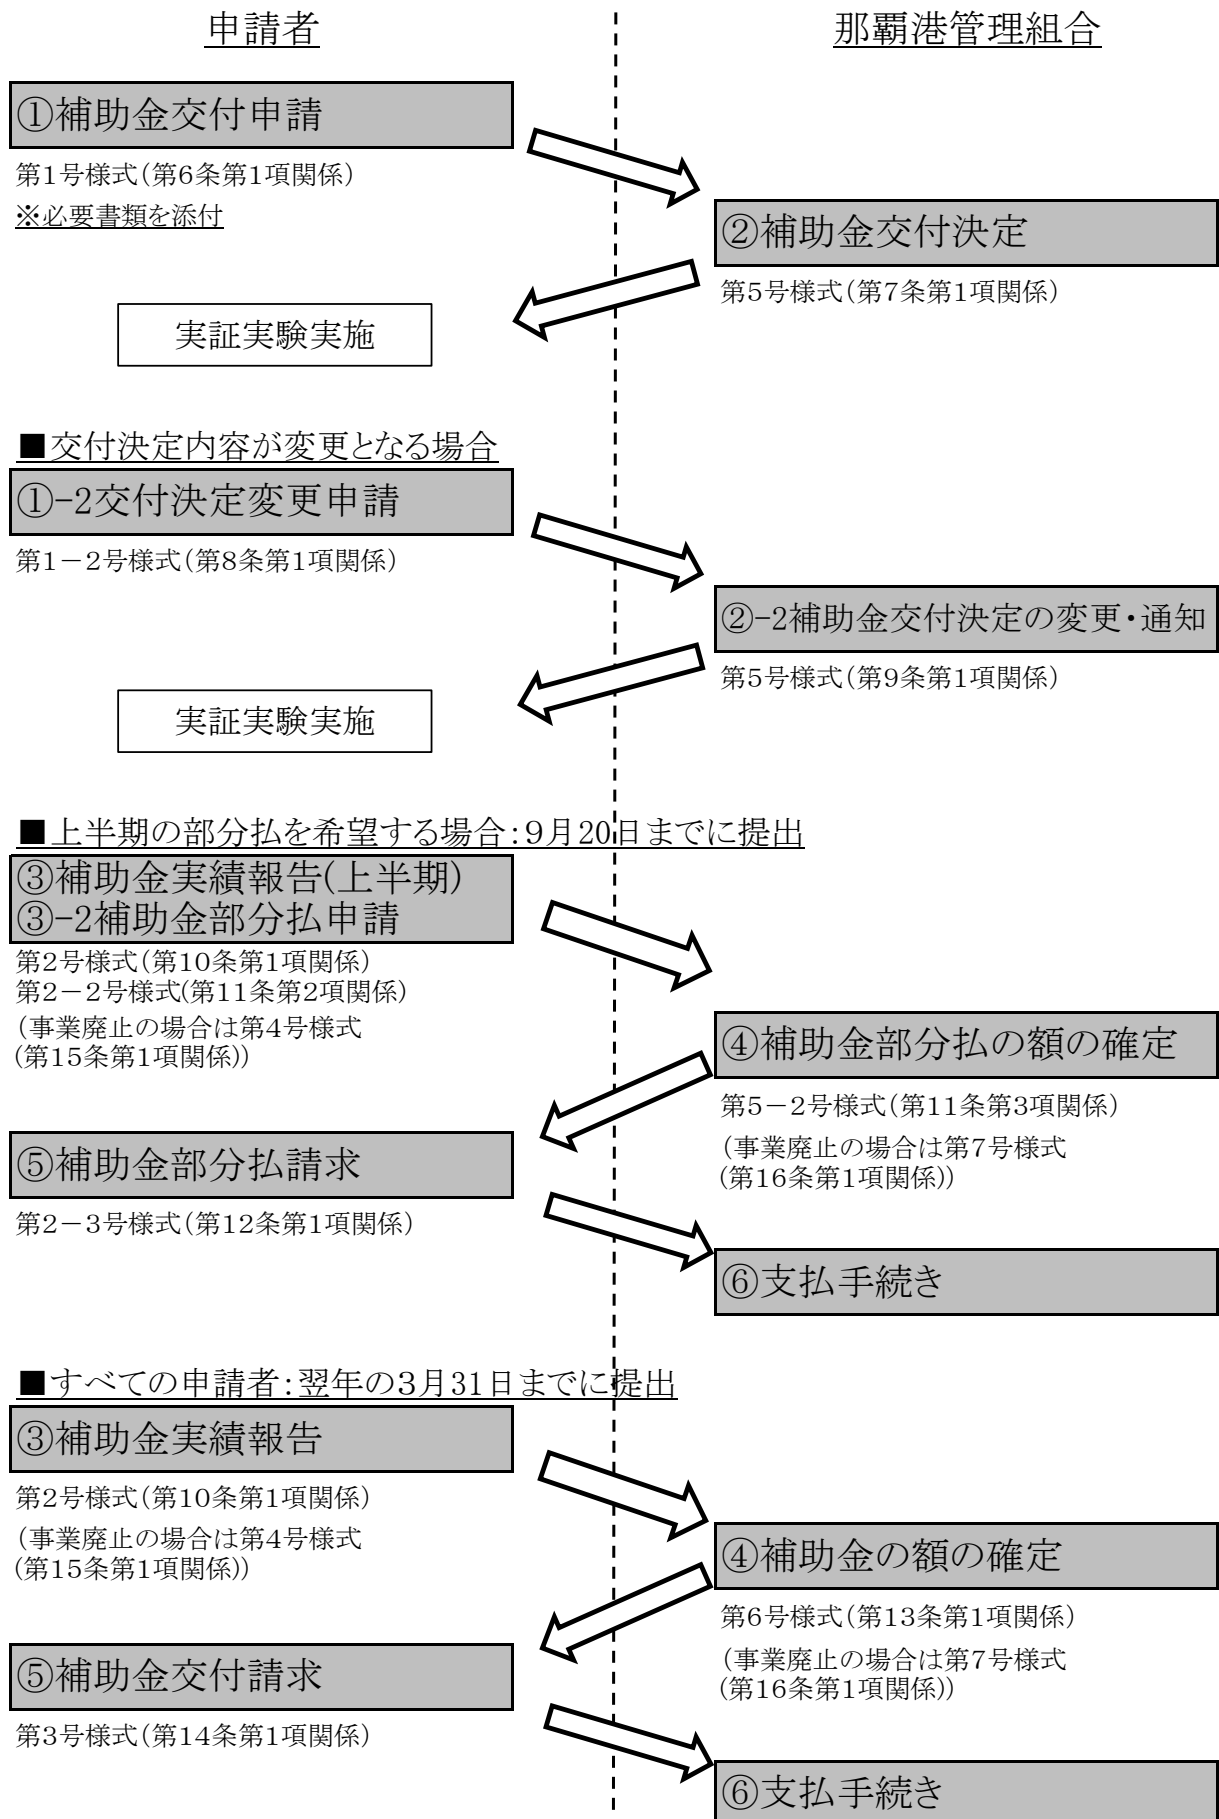 申請者
那覇港管理組合
①補助金交付申請
第1号様式(第6条第1項関係)
※必要書類を添付
②補助金交付決定
第5号様式(第7条第1項関係)
実証実験実施
■交付決定内容が変更となる場合
①-2交付決定変更申請
第1-2号様式(第8条第1項関係)
②-2補助金交付決定の変更・通知
第5号様式(第9条第1項関係)
実証実験実施
■上半期の部分払を希望する場合:9月20日までに提出
③補助金実績報告(上半期)
③-2補助金部分払申請
第2号様式(第10条第1項関係)
第2-2号様式(第11条第2項関係)
(事業廃止の場合は第4号様式
(第15条第1項関係))
④補助金部分払の額の確定
第5-2号様式(第11条第3項関係)
(事業廃止の場合は第7号様式
(第16条第1項関係))
⑤補助金部分払請求
第2-3号様式(第12条第1項関係)
⑥支払手続き
■すべての申請者:翌年の3月31日までに提出
③補助金実績報告
第2号様式(第10条第1項関係)
(事業廃止の場合は第4号様式
(第15条第1項関係))
④補助金の額の確定
第6号様式(第13条第1項関係)
(事業廃止の場合は第7号様式
(第16条第1項関係))
⑤補助金交付請求
第3号様式(第14条第1項関係)
⑥支払手続き